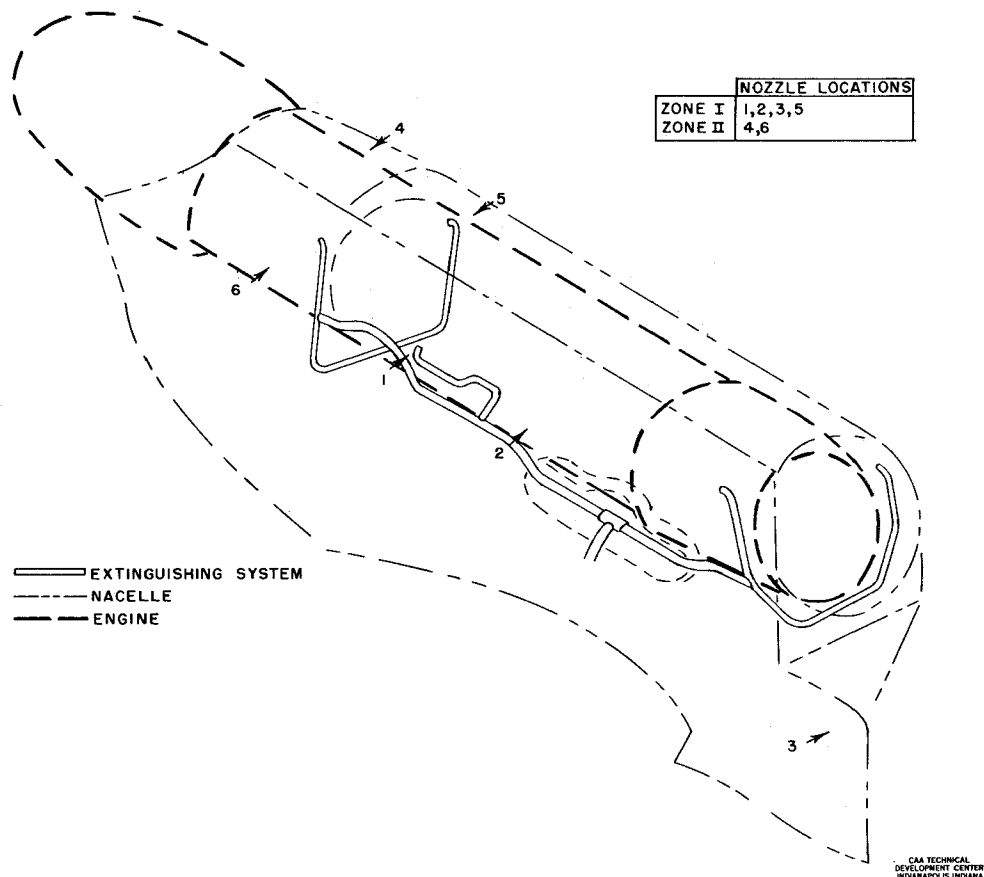 NOZZLE LOCATIONS
ZONE I 1,2,3,5
ZONE II 4,6
4
5
6
1
2
EXTINGUISHING SYSTEM
NACELLE
ENGINE
3
CAA TECHNICAL
DEVELOPMENT CENTER
INDIANAPOLIS INDIANA